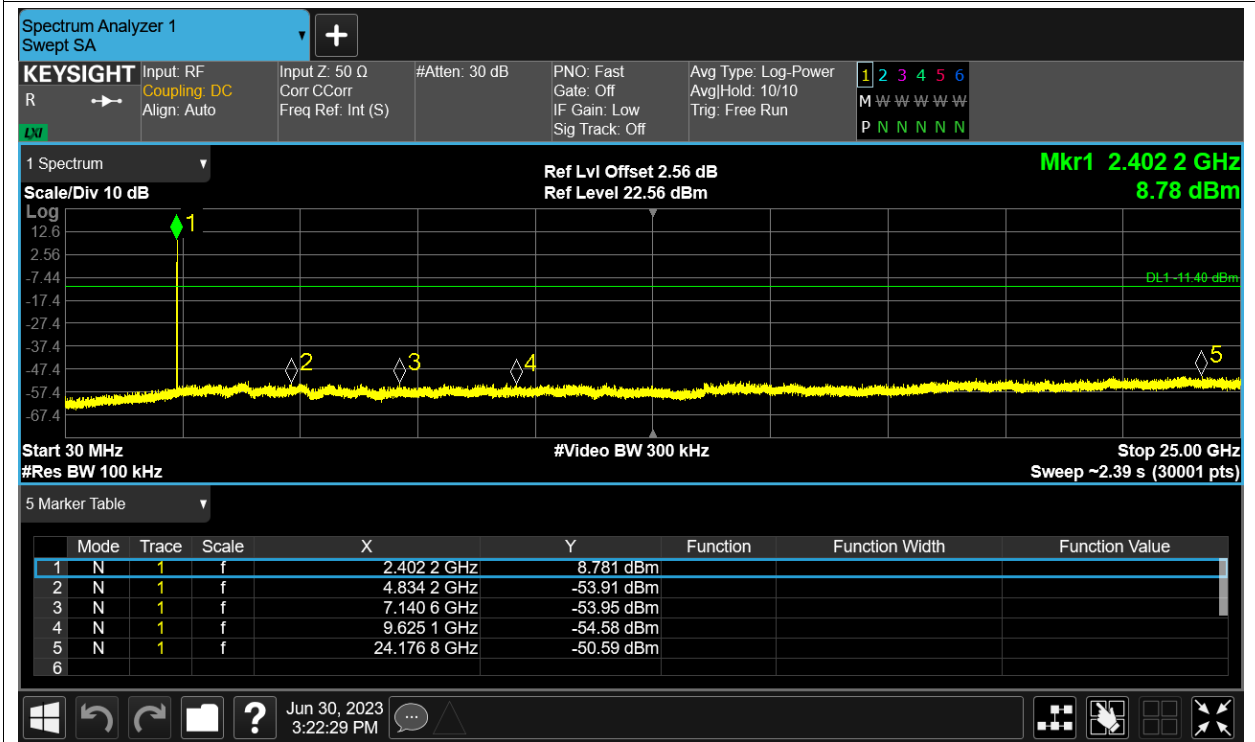 Spectrum Analyzer 1
Swept SA
+
KEYSIGHT
R
LXI
Input: RF
Coupling: DC
Align: Auto
Input Z: 50 Ω
Corr CCorr
Freq Ref: Int (S)
#Atten: 30 dB
PNO: Fast
Gate: Off
IF Gain: Low
Sig Track: Off
Avg Type: Log-Power
Avg|Hold: 10/10
Trig: Free Run
1 2 3 4 5 6
M W W W W W
P N N N N N
1 Spectrum
Scale/Div 10 dB
Ref Lvl Offset 2.56 dB
Ref Level 22.56 dBm
Mkr1 2.402 2 GHz
8.78 dBm
Log
12.6
2.56
-7.44
-17.4
-27.4
-37.4
-47.4
-57.4
-67.4
1
2
3
4
5
DL1 -11.40 dBm
Start 30 MHz
#Res BW 100 kHz
#Video BW 300 kHz
Stop 25.00 GHz
Sweep ~2.39 s (30001 pts)
5 Marker Table
Mode Trace Scale X Y Function Function Width Function Value
1 N 1 f 2.402 2 GHz 8.781 dBm
2 N 1 f 4.834 2 GHz -53.91 dBm
3 N 1 f 7.140 6 GHz -53.95 dBm
4 N 1 f 9.625 1 GHz -54.58 dBm
5 N 1 f 24.176 8 GHz -50.59 dBm
6
?
Jun 30, 2023
3:22:29 PM